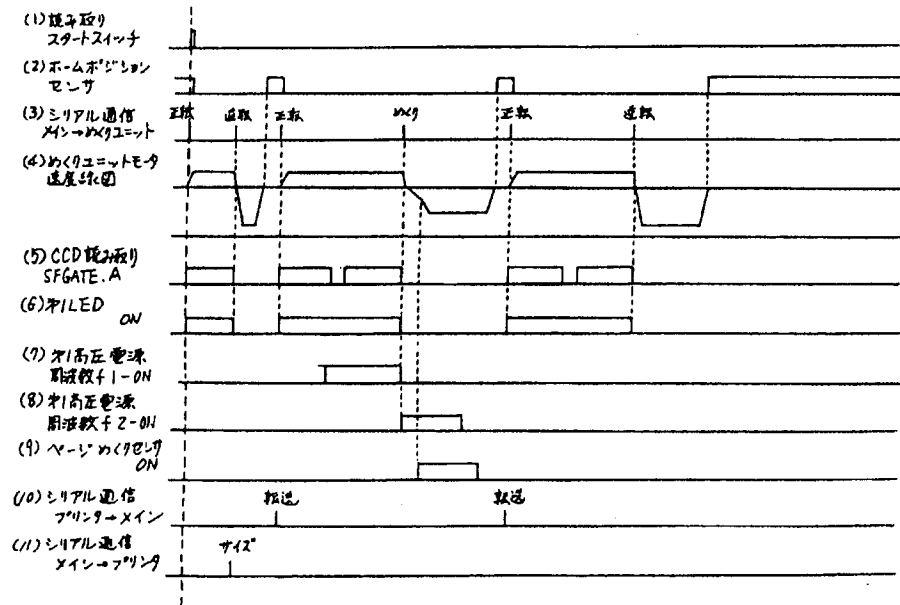 (1)読み取り
スタートスイッチ
(2)ホームポジション
センサ
正転 逆転 正転 めくり 正転 逆転
(3)シリアル通信
メイン→めくりユニット
(4)めくりユニットモータ
速度線図
(5)CCD読み取り
SFGATE.A
(6)オ1LED
ON
(7)オ1高圧電源
周波数f1-ON
(8)オ1高圧電源
周波数f2-ON
(9)ページめくりセンサ
ON
(10)シリアル通信 転送 転送
プリンタ→メイン
(11)シリアル通信 サイズ
メイン→プリンタ